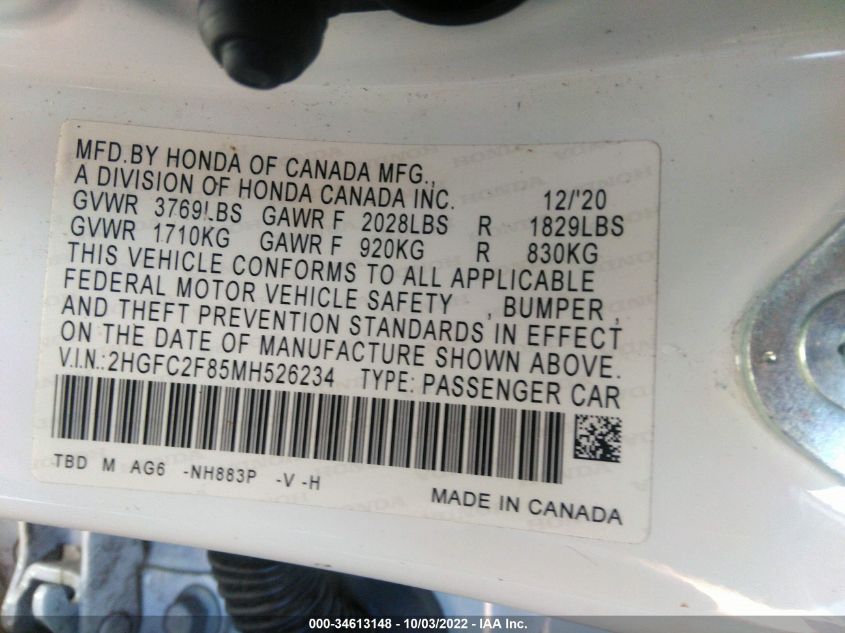 MFD.BY HONDA OF CANADA MFG.,
A DIVISION OF HONDA CANADA INC. 12/'20
GVWR 3769LBS GAWR F 2028LBS R 1829LBS
GVWR 1710KG GAWR F 920KG R 830KG
THIS VEHICLE CONFORMS TO ALL APPLICABLE
FEDERAL MOTOR VEHICLE SAFETY , BUMPER ,
AND THEFT PREVENTION STANDARDS IN EFFECT
ON THE DATE OF MANUFACTURE SHOWN ABOVE.
V.I.N.:2HGFC2F85MH526234 TYPE: PASSENGER CAR
TBD M AG6 -NH883P -V -H
MADE IN CANADA
000-34613148 - 10/03/2022 - IAA Inc.